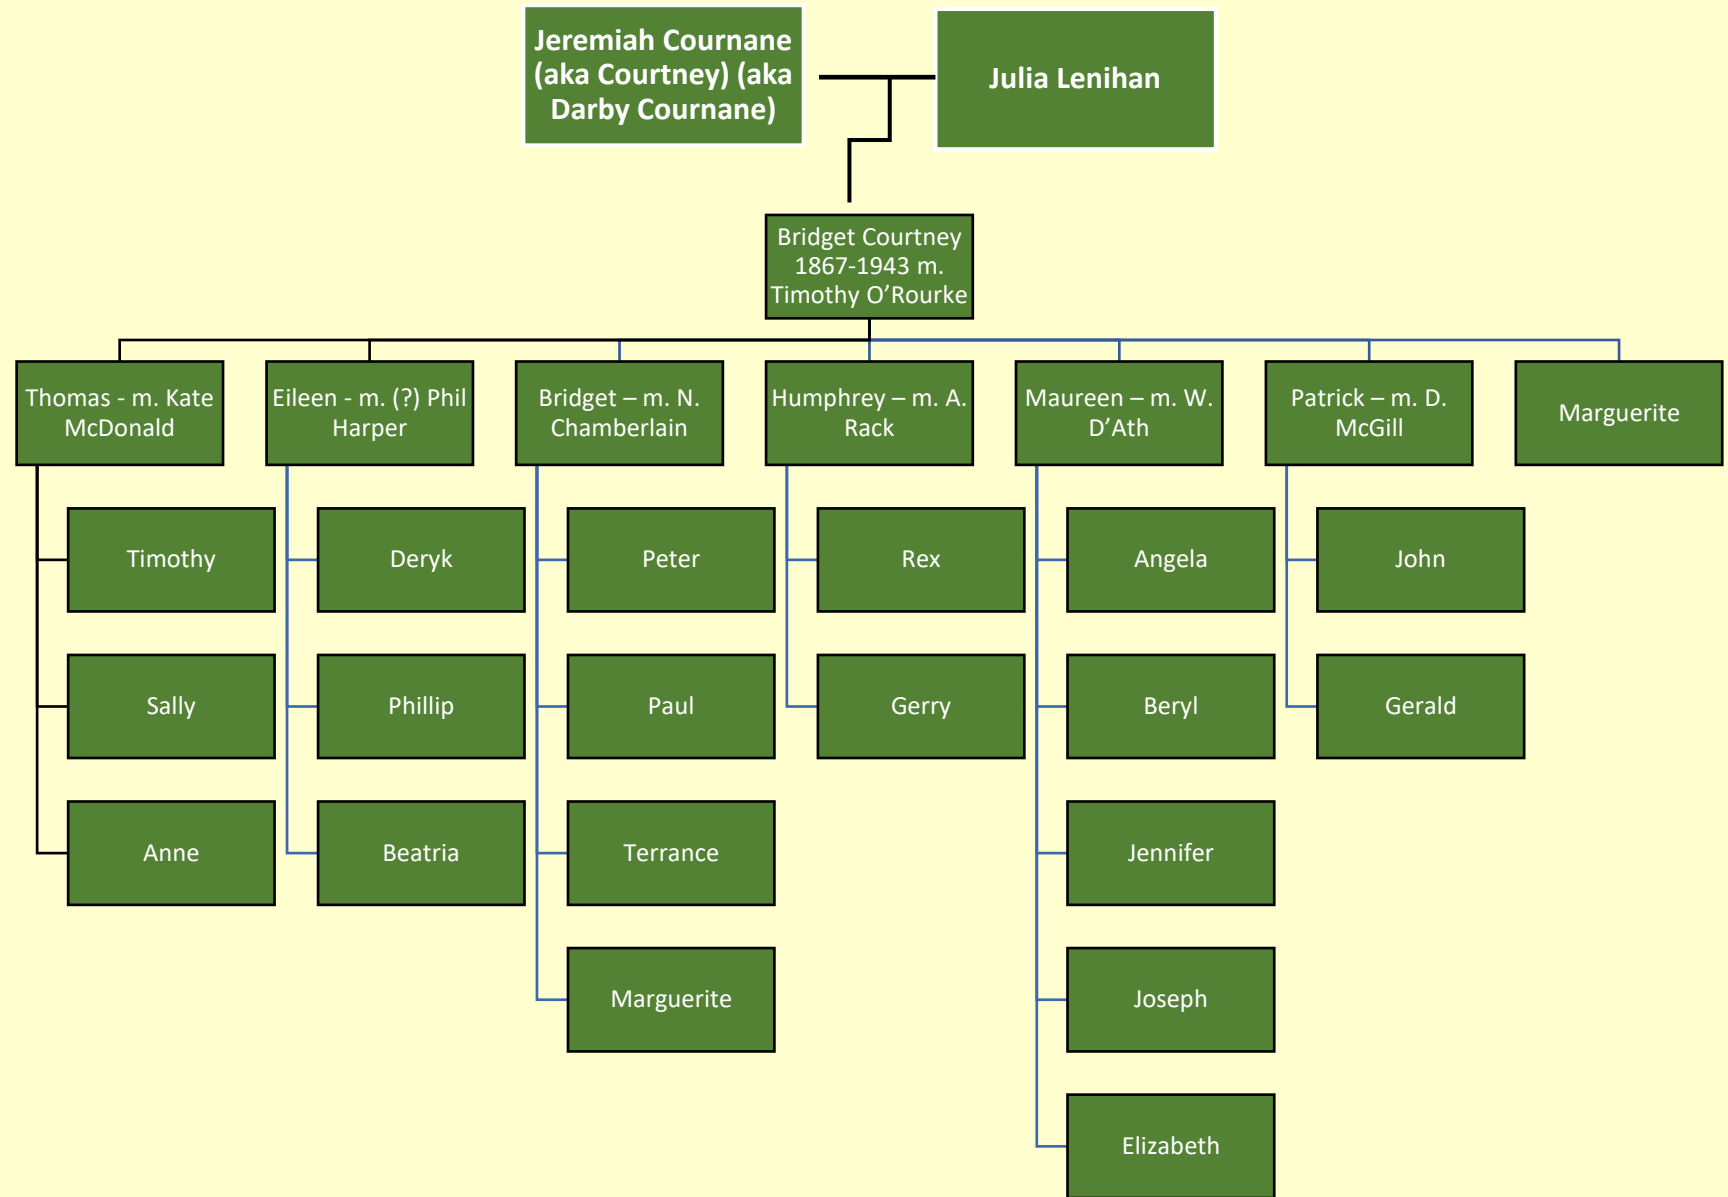 Jeremiah Cournane
(aka Courtney) (aka
Darby Cournane)
Julia Lenihan
Bridget Courtney
1867-1943 m.
Timothy O’Rourke
Thomas - m. Kate
McDonald
Eileen - m. (?) Phil
Harper
Bridget – m. N.
Chamberlain
Humphrey – m. A.
Rack
Maureen – m. W.
D’Ath
Patrick – m. D.
McGill
Marguerite
Timothy
Deryk
Peter
Rex
Angela
John
Sally
Phillip
Paul
Gerry
Beryl
Gerald
Anne
Beatria
Terrance
Jennifer
Marguerite
Joseph
Elizabeth